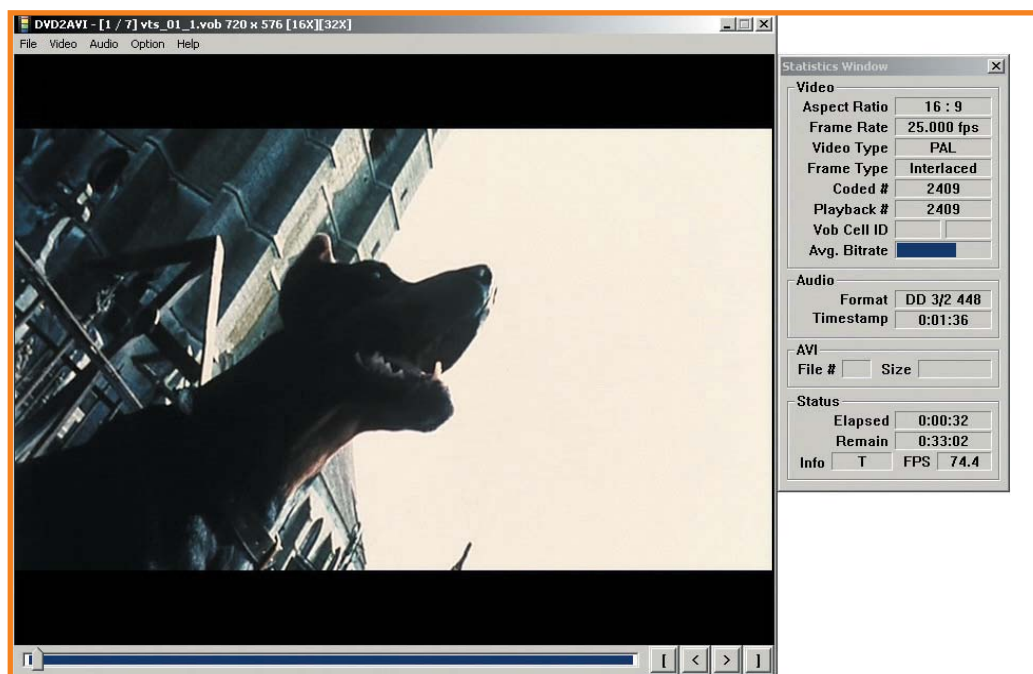 DVD2AVI - [1 / 7] vts_01_1.vob 720 x 576 [16X][32X]
File Video Audio Option Help
Statistics Window
Video
Aspect Ratio 16 : 9
Frame Rate 25.000 fps
Video Type PAL
Frame Type Interlaced
Coded # 2409
Playback # 2409
Vob Cell ID
Avg. Bitrate
Audio
Format DD 3/2 448
Timestamp 0:01:36
AVI
File # Size
Status
Elapsed 0:00:32
Remain 0:33:02
Info T FPS 74.4
[ < > ]